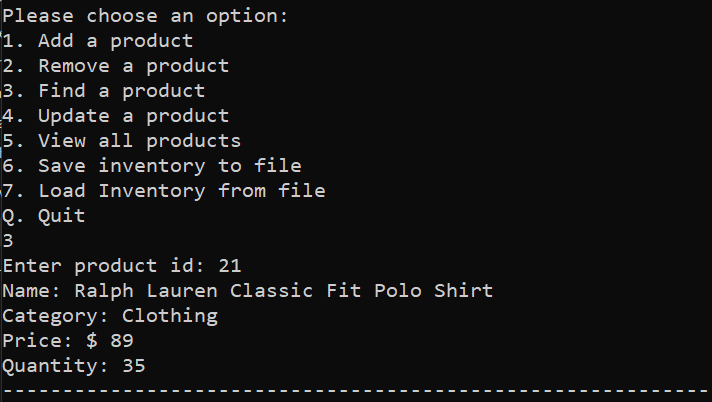 Please choose an option:
1. Add a product
2. Remove a product
3. Find a product
4. Update a product
5. View all products
6. Save inventory to file
7. Load Inventory from file
Q. Quit
3
Enter product id: 21
Name: Ralph Lauren Classic Fit Polo Shirt
Category: Clothing
Price: $ 89
Quantity: 35
-----------------------------------------------------------